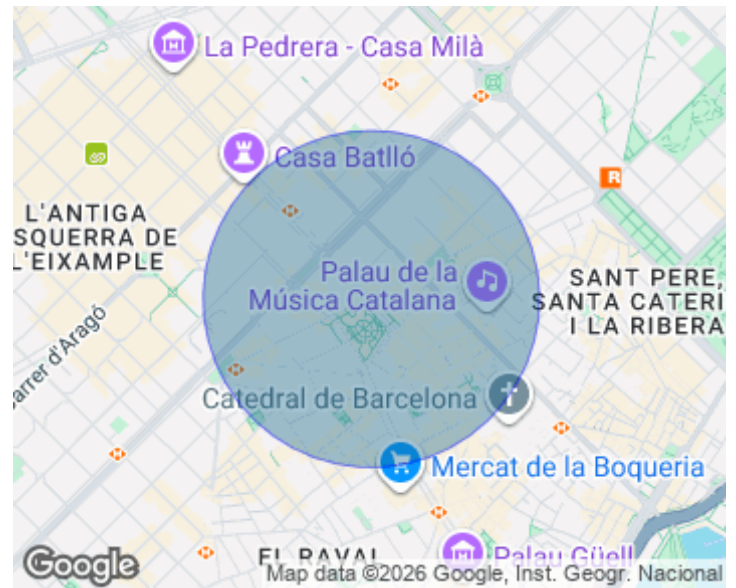 La Pedrera - Casa Milà
Casa Batlló
R
L'ANTIGA
SQUERRA DE
L'EIXAMPLE
Palau de la
Música Catalana
SANT PERE,
SANTA CATERI
I LA RIBERA
arrer d'Aragó
Catedral de Barcelona
Mercat de la Boqueria
EL RAVAL
Palau Güell
Google
Map data ©2026 Google, Inst. Geogr. Nacional